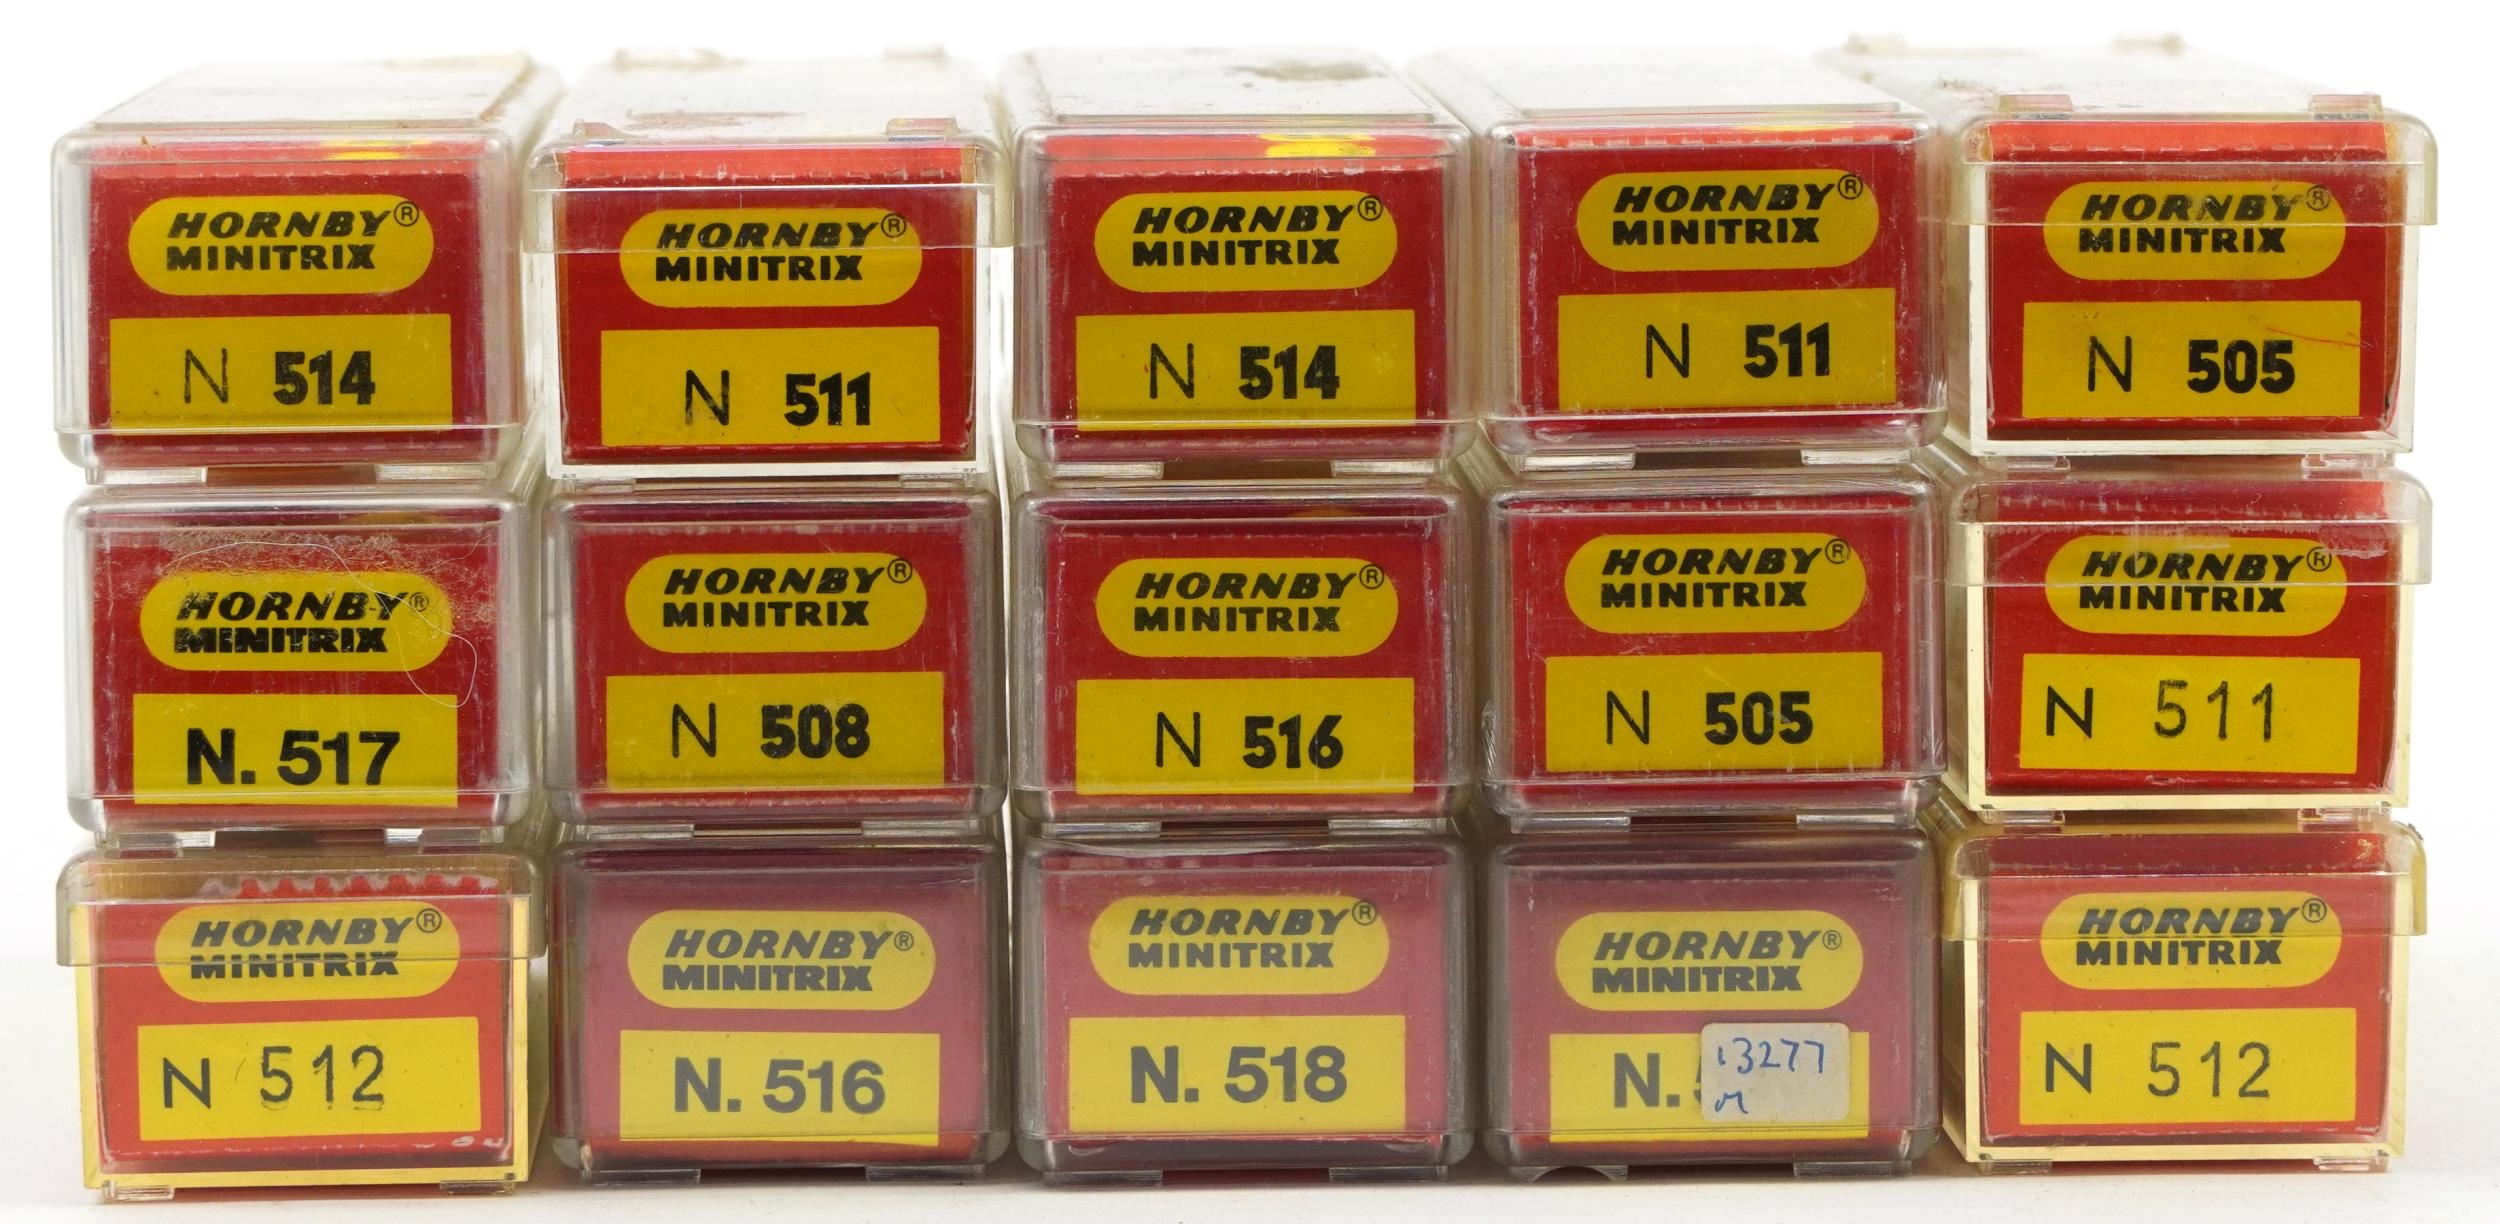 HORNBY®
MINITRIX
N 514
HORNBY®
MINITRIX
N 511
HORNBY®
MINITRIX
N 514
HORNBY®
MINITRIX
N 511
HORNBY®
MINITRIX
N 505
HORNBY®
MINITRIX
N. 517
HORNBY®
MINITRIX
N 508
HORNBY®
MINITRIX
N 516
HORNBY®
MINITRIX
N 505
HORNBY®
MINITRIX
N 511
HORNBY®
MINITRIX
N 512
HORNBY®
MINITRIX
N. 516
HORNBY®
MINITRIX
N. 518
HORNBY®
MINITRIX
N.
13277
M
HORNBY®
MINITRIX
N 512